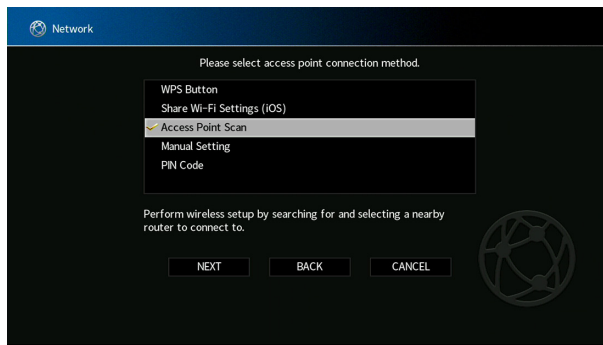 Network
Please select access point connection method.
WPS Button
Share Wi-Fi Settings (iOS)
Access Point Scan
Manual Setting
PIN Code
Perform wireless setup by searching for and selecting a nearby
router to connect to.
NEXT BACK CANCEL